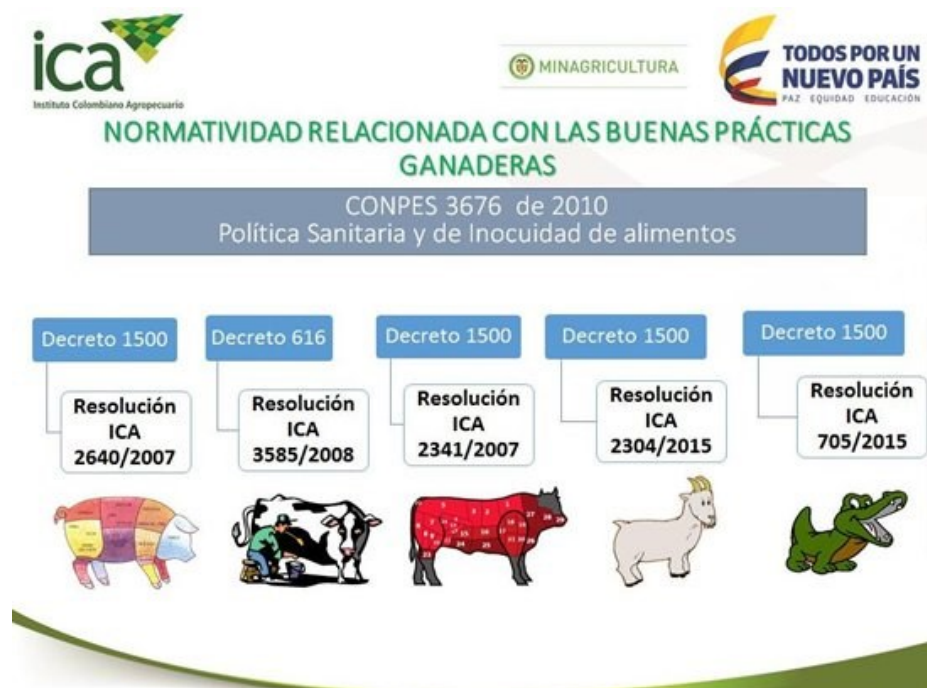 ica
Instituto Colombiano Agropecuario
MINAGRICULTURA
TODOS POR UN
NUEVO PAÍS
PAZ EQUIDAD EDUCACIÓN
NORMATIVIDAD RELACIONADA CON LAS BUENAS PRÁCTICAS
GANADERAS
CONPES 3676 de 2010
Política Sanitaria y de Inocuidad de alimentos
Decreto 1500
Resolución
ICA
2640/2007
Decreto 616
Resolución
ICA
3585/2008
Decreto 1500
Resolución
ICA
2341/2007
Decreto 1500
Resolución
ICA
2304/2015
Decreto 1500
Resolución
ICA
705/2015